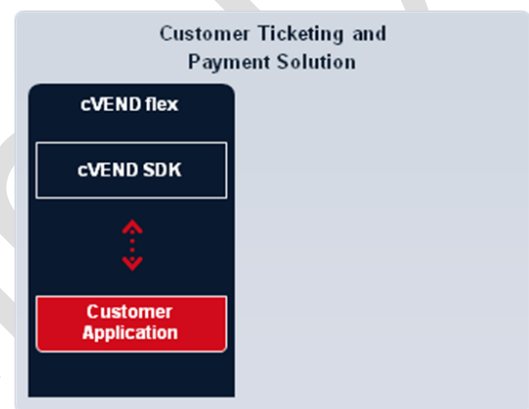 Customer Ticketing and
Payment Solution
cVEND flex
cVEND SDK
Customer
Application